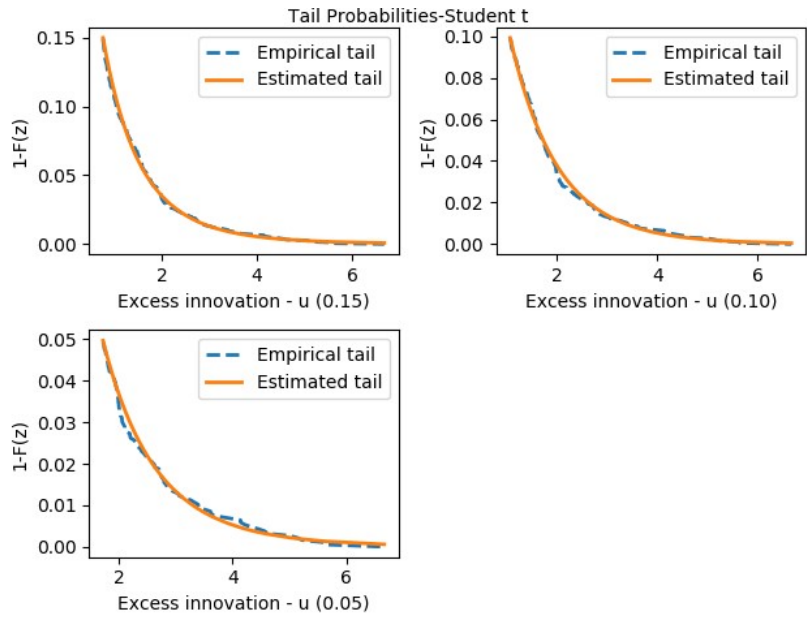 Tail Probabilities-Student t
0.15
0.10
0.05
0.00
1-F(z)
Empirical tail
Estimated tail
2
4
6
Excess innovation - u (0.15)
0.10
0.08
0.06
0.04
0.02
0.00
1-F(z)
Empirical tail
Estimated tail
2
4
6
Excess innovation - u (0.10)
0.05
0.04
0.03
0.02
0.01
0.00
1-F(z)
Empirical tail
Estimated tail
2
4
6
Excess innovation - u (0.05)